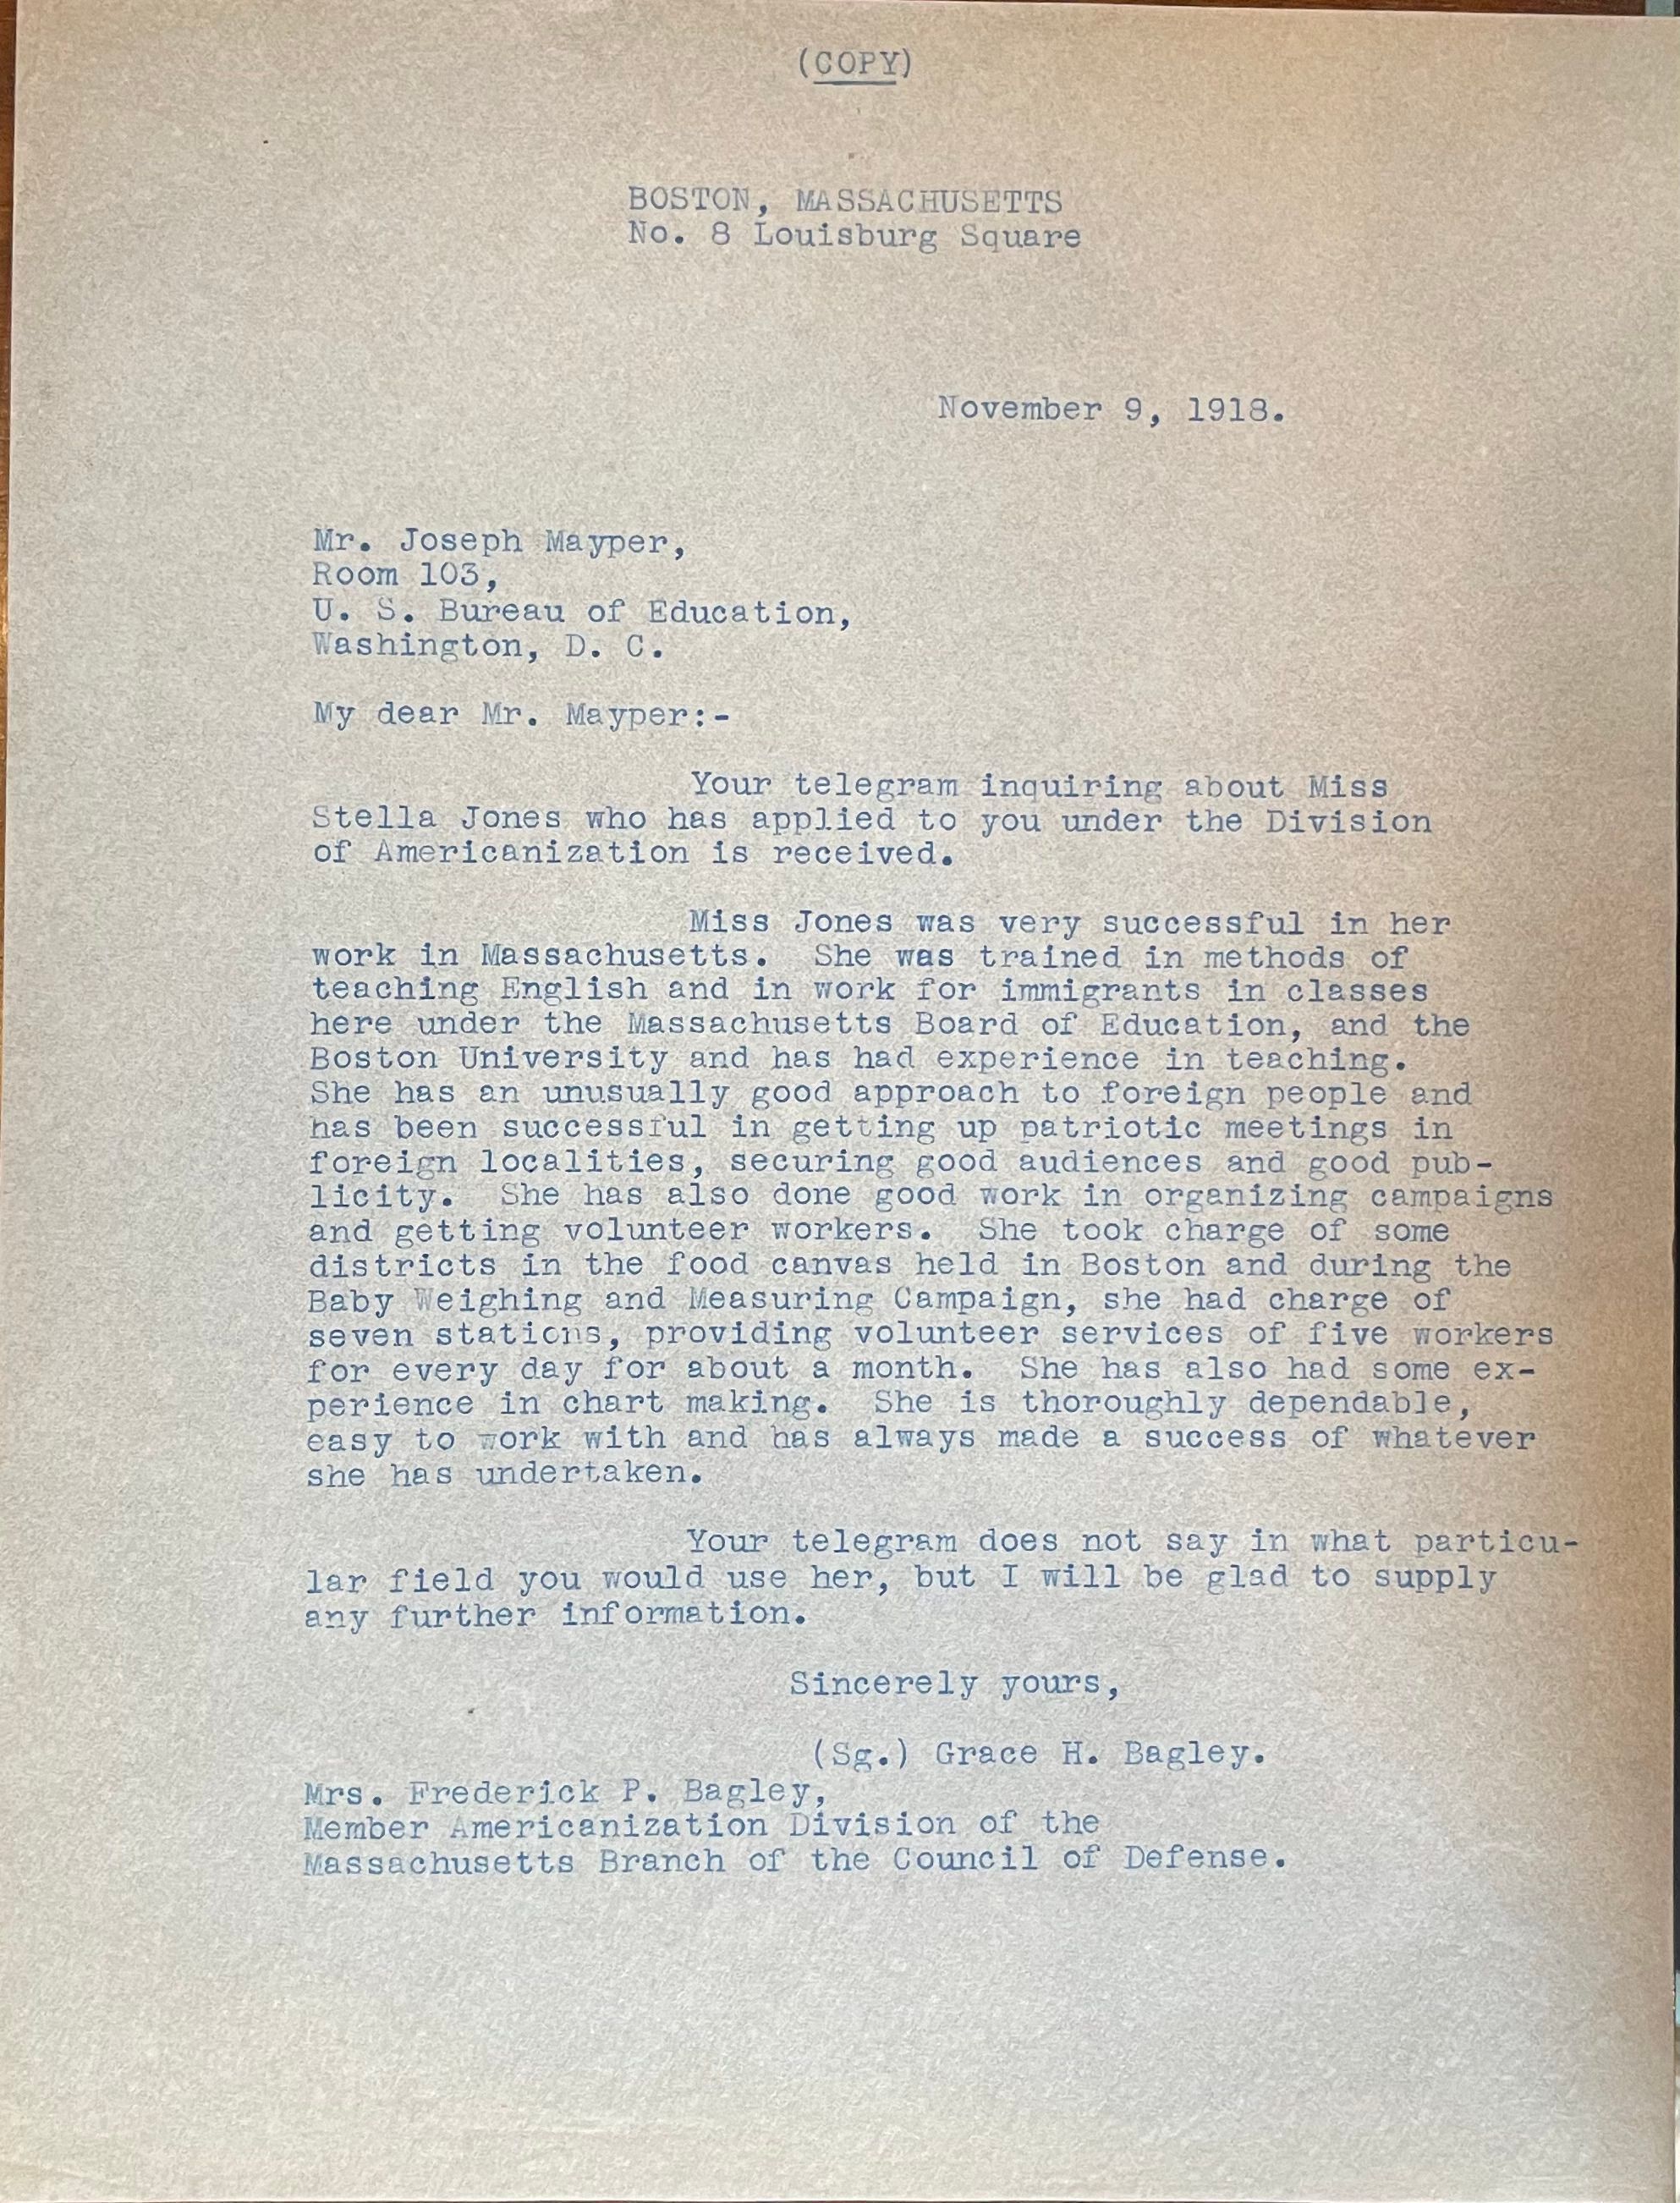 (COPY)
BOSTON, MASSACHUSETTS
No. 8 Louisburg Square
November 9, 1918.
Mr. Joseph Mayper,
Room 103,
U. S. Bureau of Education,
Washington, D. C.
My dear Mr. Mayper:-
Your telegram inquiring about Miss
Stella Jones who has applied to you under the Division
of Americanization is received.
Miss Jones was very successful in her
work in Massachusetts. She was trained in methods of
teaching English and in work for immigrants in classes
here under the Massachusetts Board of Education, and the
Boston University and has had experience in teaching.
She has an unusually good approach to foreign people and
has been successful in getting up patriotic meetings in
foreign localities, securing good audiences and good pub-
licity. She has also done good work in organizing campaigns
and getting volunteer workers. She took charge of some
districts in the food canvas held in Boston and during the
Baby Weighing and Measuring Campaign, she had charge of
seven stations, providing volunteer services of five workers
for every day for about a month. She has also had some ex-
perience in chart making. She is thoroughly dependable,
easy to work with and has always made a success of whatever
she has undertaken.
Your telegram does not say in what particu-
lar field you would use her, but I will be glad to supply
any further information.
Sincerely yours,
(Sg.) Grace H. Bagley.
Mrs. Frederick P. Bagley,
Member Americanization Division of the
Massachusetts Branch of the Council of Defense.